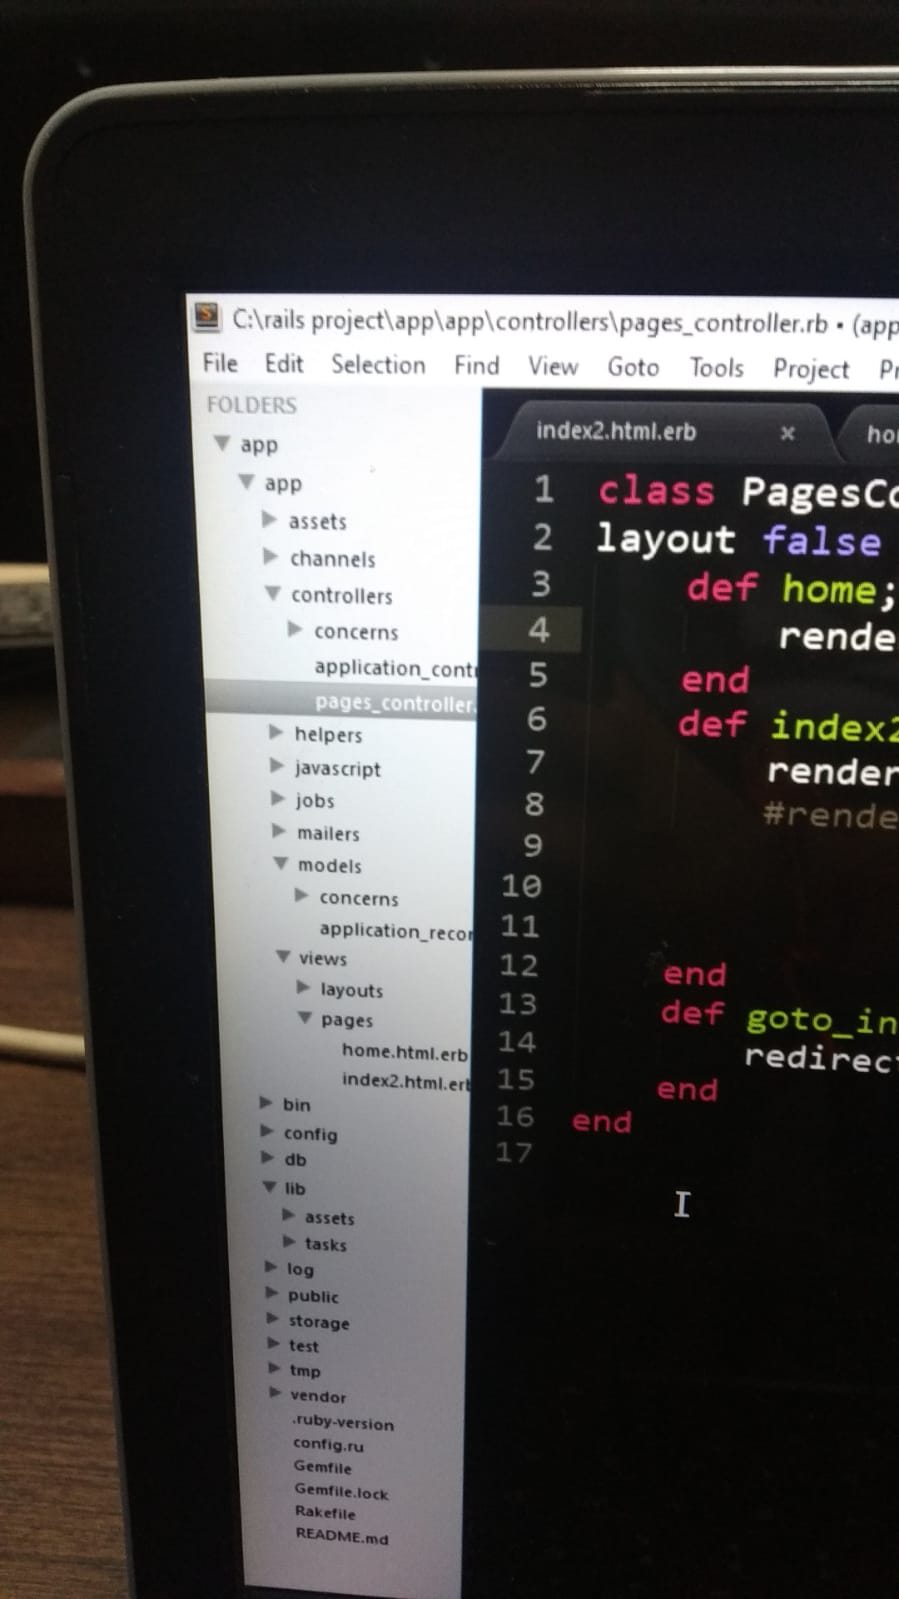 C:\rails project\app\app\controllers\pages_controller.rb • (app
File Edit Selection Find View Goto Tools Project Pr
FOLDERS
app
app
assets
channels
controllers
concerns
application_cont
pages_controller.
helpers
javascript
jobs
mailers
models
concerns
application_recor
views
layouts
pages
home.html.erb
index2.html.erb
bin
config
db
lib
assets
tasks
log
public
storage
test
tmp
vendor
.ruby-version
config.ru
Gemfile
Gemfile.lock
Rakefile
README.md
index2.html.erb × ho
1 class PagesCo
2 layout false
3 def home;
4 rende
5 end
6 def index2
7 render
8 #rende
9
10
11
12 end
13 def goto_in
14 redirect
15 end
16 end
17